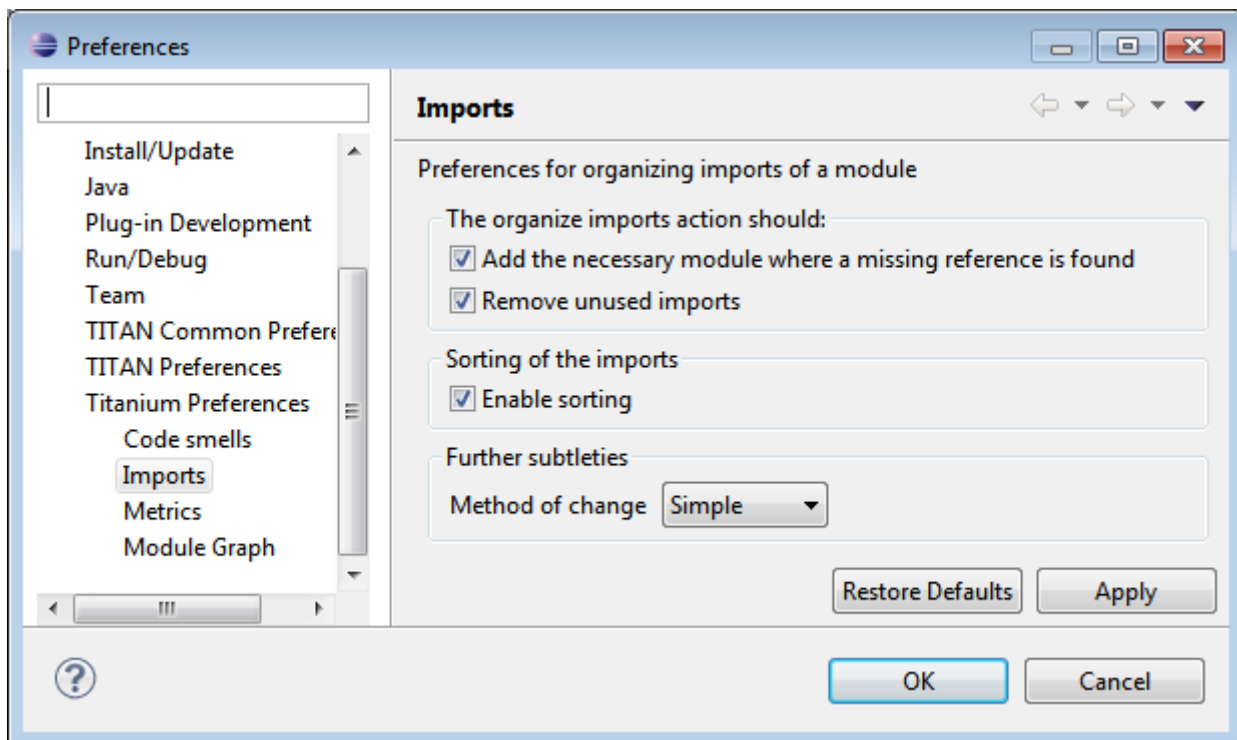 Preferences
Imports
Install/Update
Java
Plug-in Development
Run/Debug
Team
TITAN Common Prefere
TITAN Preferences
Titanium Preferences
Code smells
Imports
Metrics
Module Graph
Preferences for organizing imports of a module
The organize imports action should:
Add the necessary module where a missing reference is found
Remove unused imports
Sorting of the imports
Enable sorting
Further subtleties
Method of change Simple
Restore Defaults Apply
OK Cancel